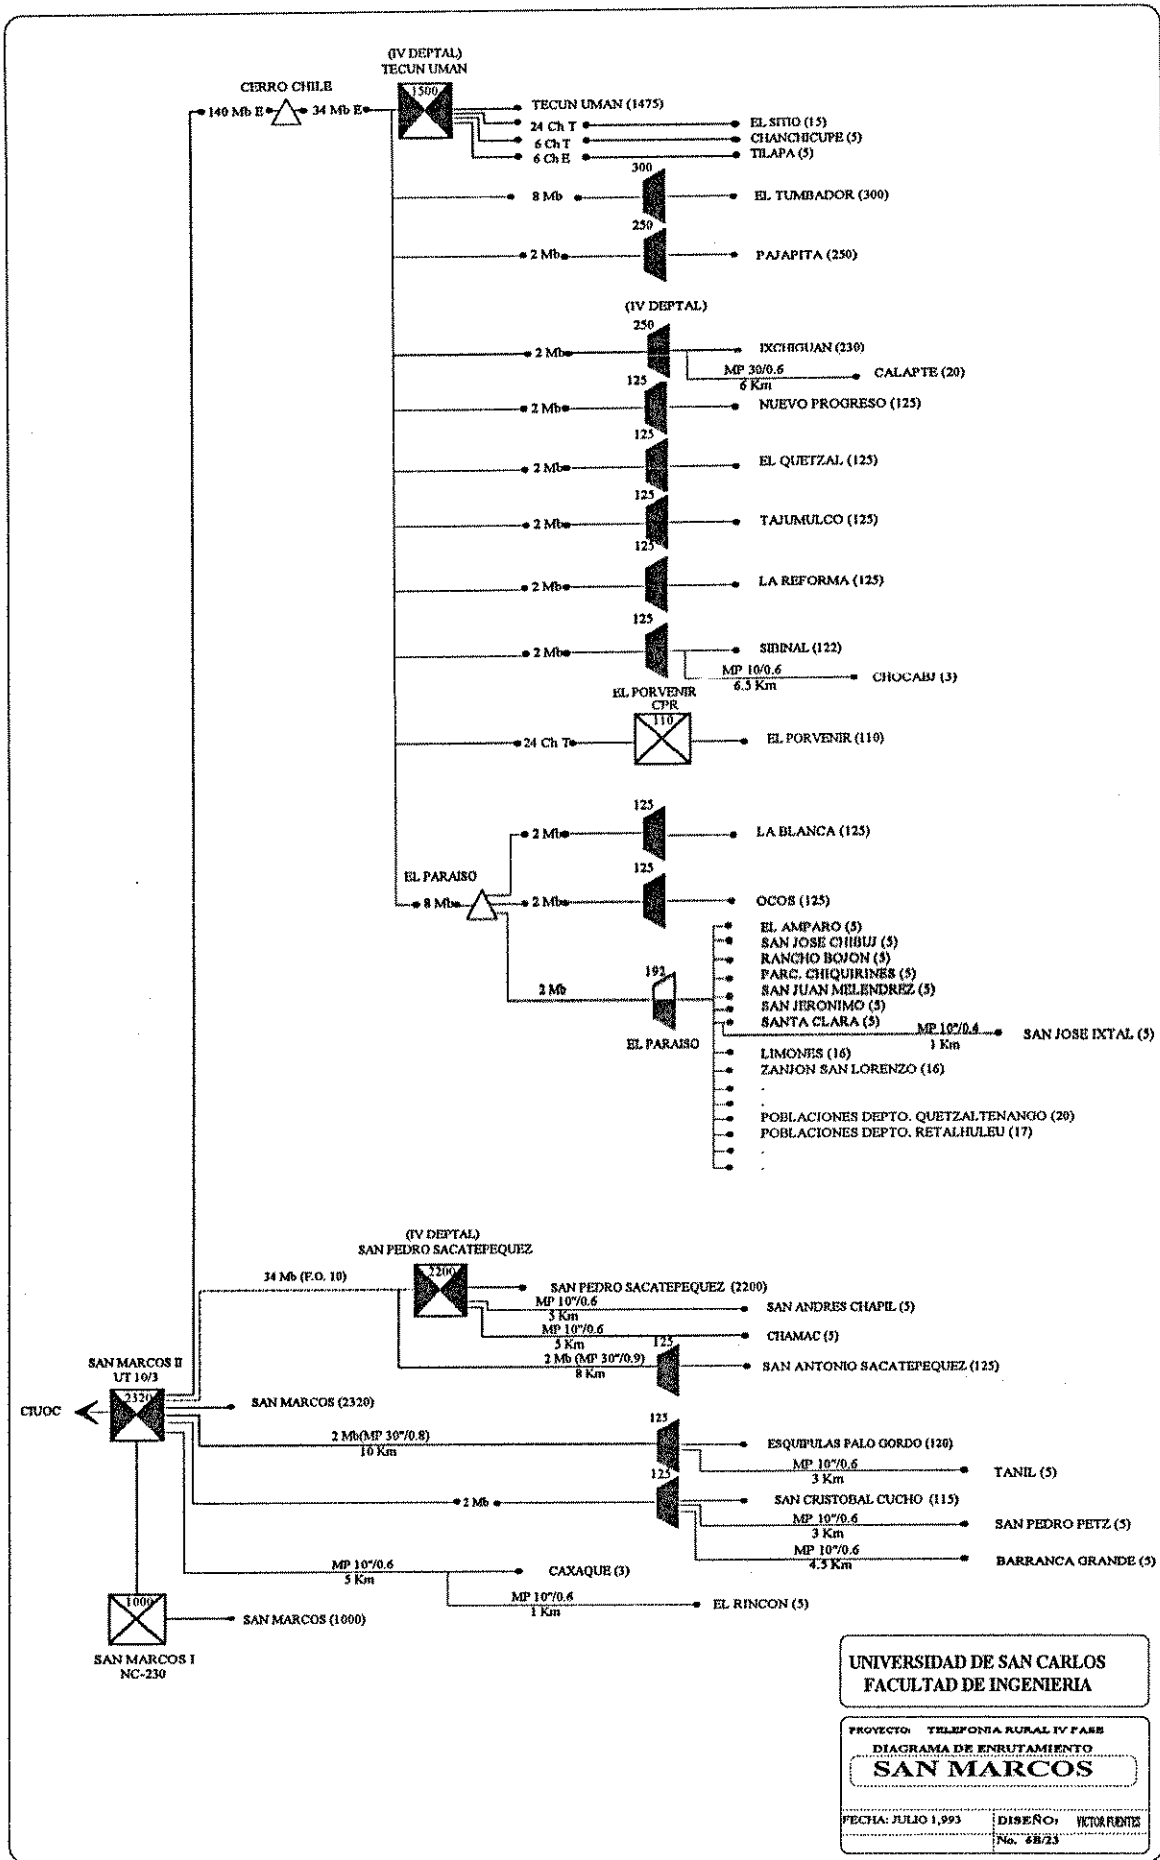 (IV DEPTAL)
TECUN UMAN
1500
CERRO CHILE
140 Mb E
34 Mb E
TECUN UMAN (1475)
24 Ch T
EL SITIO (15)
6 Ch T
CHANCHICUPE (5)
6 Ch E
TILAPA (5)
300
8 Mb
EL TUMBADOR (300)
250
2 Mb
PAJAPITA (250)
(IV DEPTAL)
250
2 Mb
IXCHIGUAN (230)
MP 30/0.6
6 Km
CALAPTE (20)
125
2 Mb
NUEVO PROGRESO (125)
125
2 Mb
EL QUETZAL (125)
125
2 Mb
TAJUMULCO (125)
125
2 Mb
LA REFORMA (125)
125
2 Mb
SIBINAL (122)
MP 10/0.6
6.5 Km
CHOCABJ (3)
EL PORVENIR
CPR
110
24 Ch T
EL PORVENIR (110)
125
2 Mb
LA BLANCA (125)
EL PARAISO
8 Mb
125
2 Mb
OCOS (125)
192
2 Mb
EL PARAISO
EL AMPARO (5)
SAN JOSE CHIBUJ (5)
RANCHO BOJON (5)
PARC. CHIQUIRINES (5)
SAN JUAN MELENDREZ (5)
SAN JERONIMO (5)
SANTA CLARA (5)
MP 10"/0.4
1 Km
SAN JOSE IXTAL (5)
LIMONES (16)
ZANJON SAN LORENZO (16)
.
.
POBLACIONES DEPTO. QUETZALTENANGO (20)
POBLACIONES DEPTO. RETALHULEU (17)
.
.
(IV DEPTAL)
SAN PEDRO SACATEPEQUEZ
2200
34 Mb (F.O. 10)
SAN PEDRO SACATEPEQUEZ (2200)
MP 10"/0.6
3 Km
SAN ANDRES CHAPIL (5)
MP 10"/0.6
5 Km
CHAMAC (5)
2 Mb (MP 30"/0.9)
8 Km
125
SAN ANTONIO SACATEPEQUEZ (125)
SAN MARCOS II
UT 10/3
2320
CTUOC
SAN MARCOS (2320)
2 Mb(MP 30"/0.8)
10 Km
125
ESQUIPULAS PALO GORDO (120)
MP 10"/0.6
3 Km
TANIL (5)
125
2 Mb
SAN CRISTOBAL CUCHO (115)
MP 10"/0.6
3 Km
SAN PEDRO PETZ (5)
MP 10"/0.6
4.5 Km
BARRANCA GRANDE (5)
MP 10"/0.6
5 Km
CAXAQUE (3)
MP 10"/0.6
1 Km
EL RINCON (5)
1000
SAN MARCOS (1000)
SAN MARCOS I
NC-230
UNIVERSIDAD DE SAN CARLOS
FACULTAD DE INGENIERIA
PROYECTO: TELEFONIA RURAL IV FASE
DIAGRAMA DE ENRUTAMIENTO
SAN MARCOS
FECHA: JULIO 1,993
DISEÑO: VICTOR FUENTES
No. 6B/23